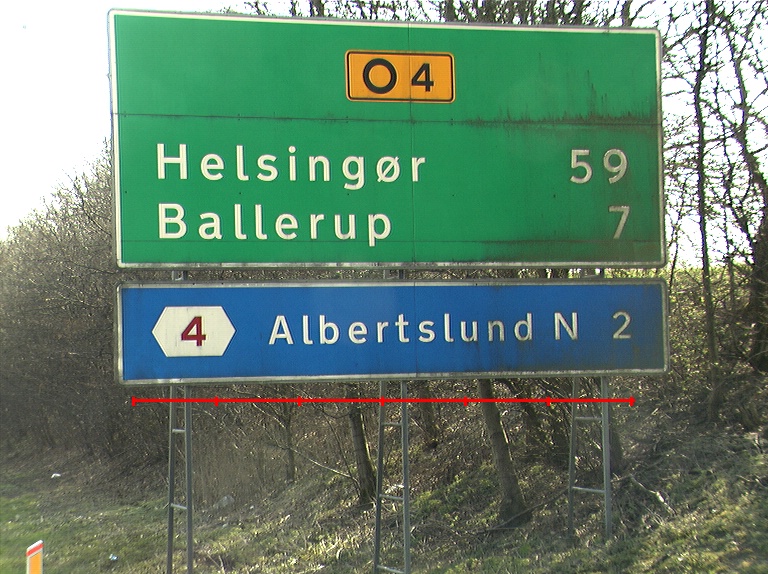 O4
Helsingør 59
Ballerup 7
4 Albertslund N 2